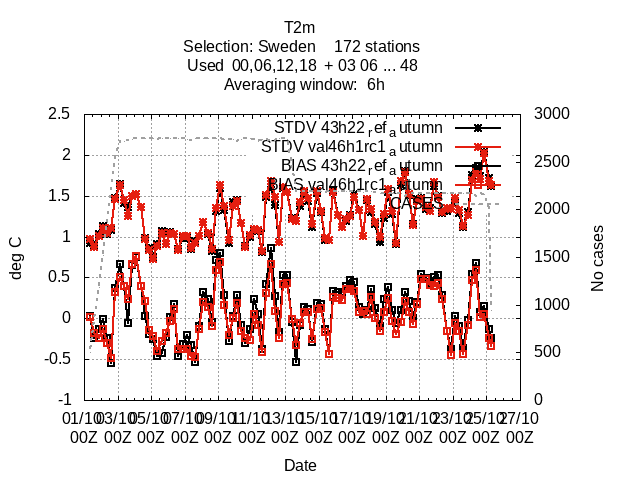 T2m
Selection: Sweden 172 stations
Used 00,06,12,18 + 03 06 ... 48
Averaging window: 6h
2.5 3000
STDV 43h22_ref_autumn
2 STDV val46h1rc1_autumn 2500
BIAS 43h22_ref_autumn
BIAS val46h1rc1_autumn
1.5 CASES 2000
1 
0.5 1500
0 1000
-0.5 500
-1 0
deg C
No cases
01/10 03/10 05/10 07/10 09/10 11/10 13/10 15/10 17/10 19/10 21/10 23/10 25/10 27/10
00Z 00Z 00Z 00Z 00Z 00Z 00Z 00Z 00Z 00Z 00Z 00Z 00Z 00Z
Date